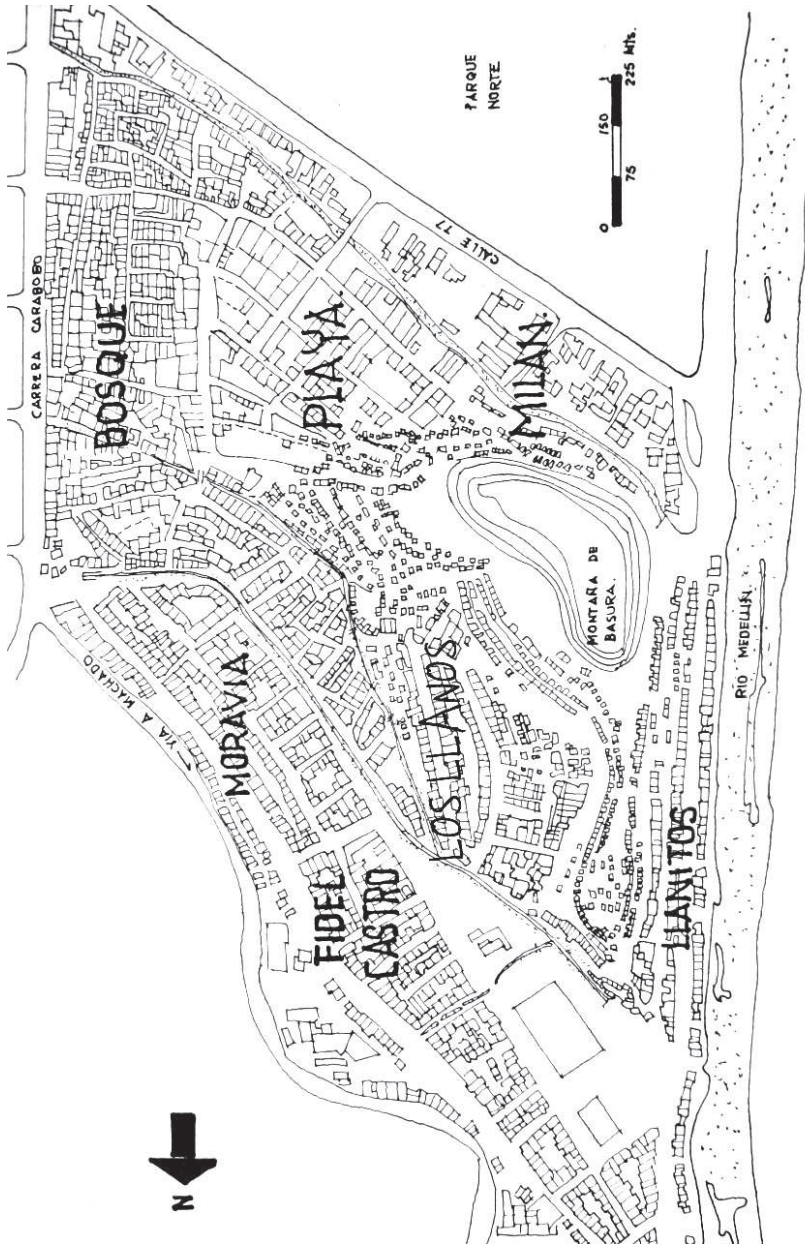 PARQUE
NORTE
0 75 150 225 Mts.
CARRERA CARABOBO
CALLE 77
BOSQUE
PLAYA.
MILAN.
MONTAÑA DE
BASURA.
VIA A MACHADO
MORAVIA.
LOS LLANOS
RIO MEDELLIN
FIDEL
CASTRO
LLANITOS
N